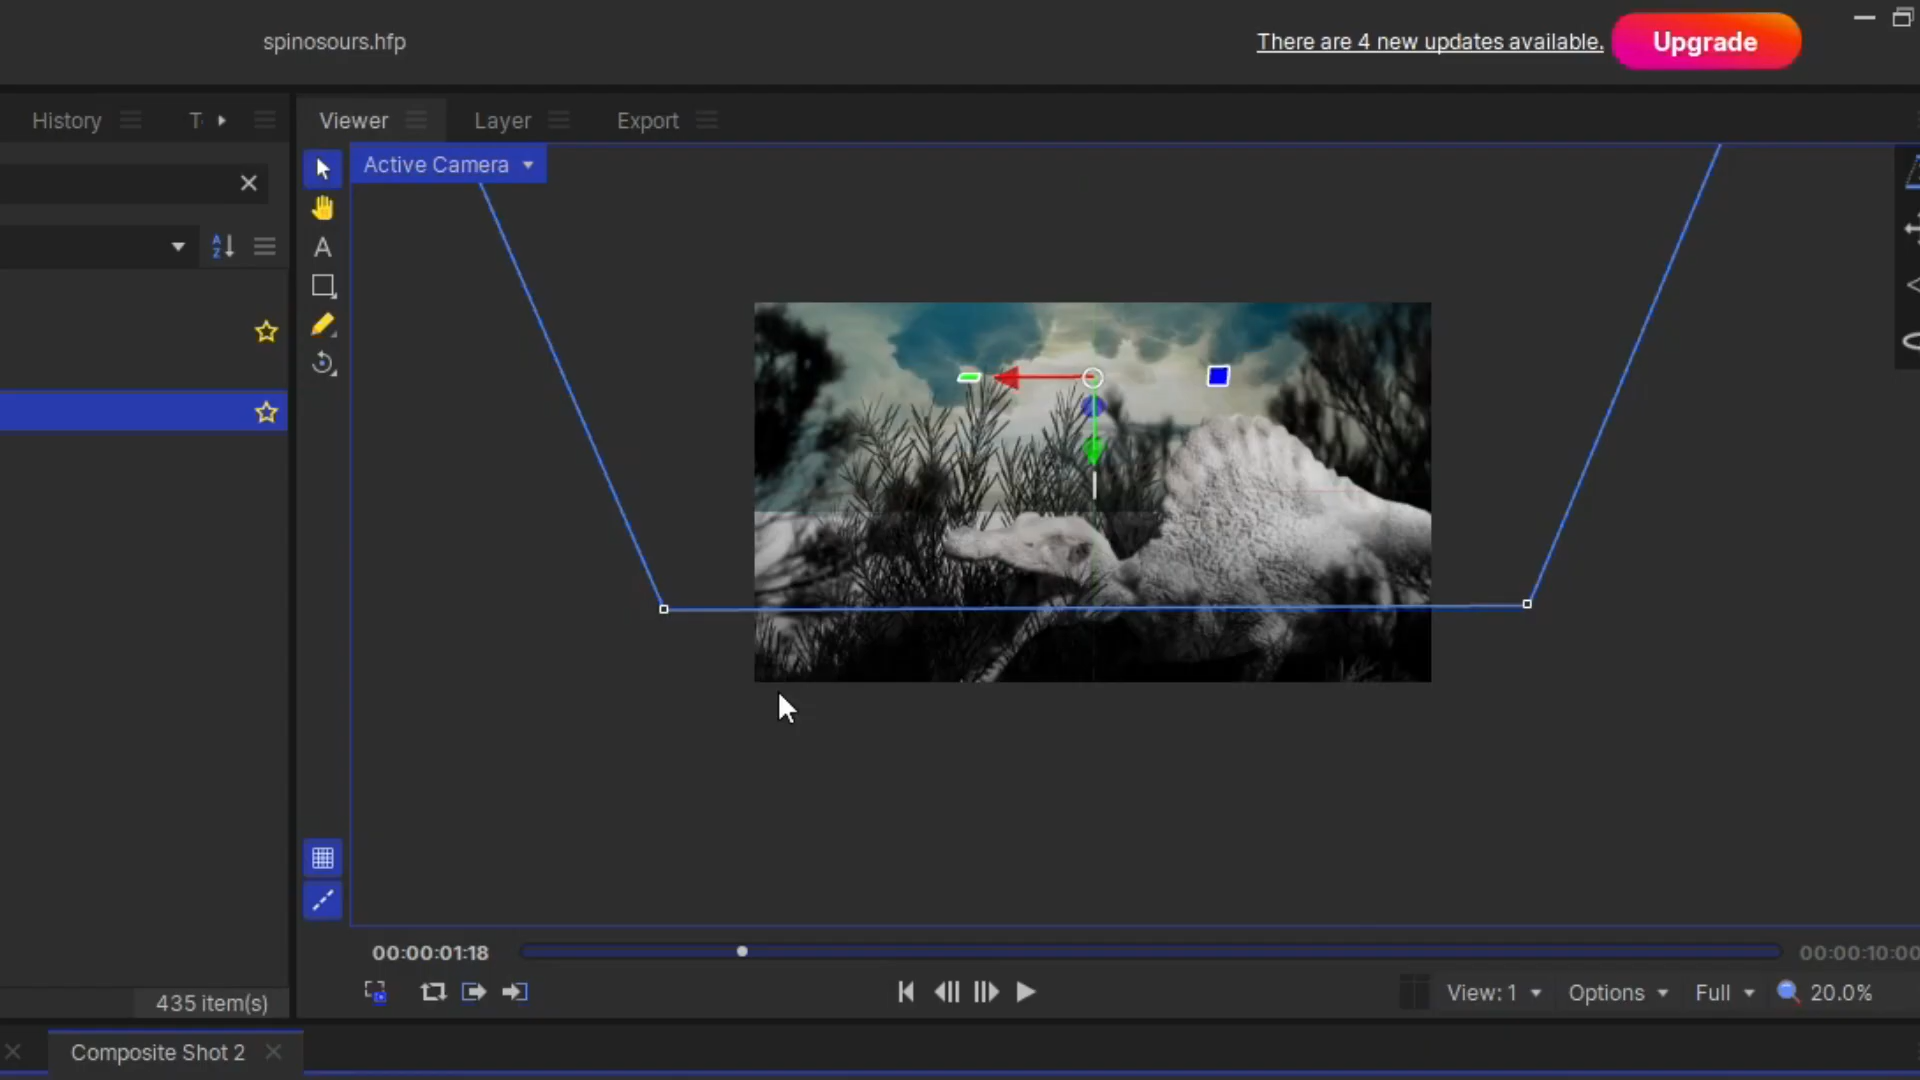 spinosours.hfp
There are 4 new updates available.
Upgrade
History
Viewer
Layer
Export
Active Camera
A
A
Z
00:00:01:18
00:00:10:00
435 item(s)
View: 1
Options
Full
20.0%
Composite Shot 2